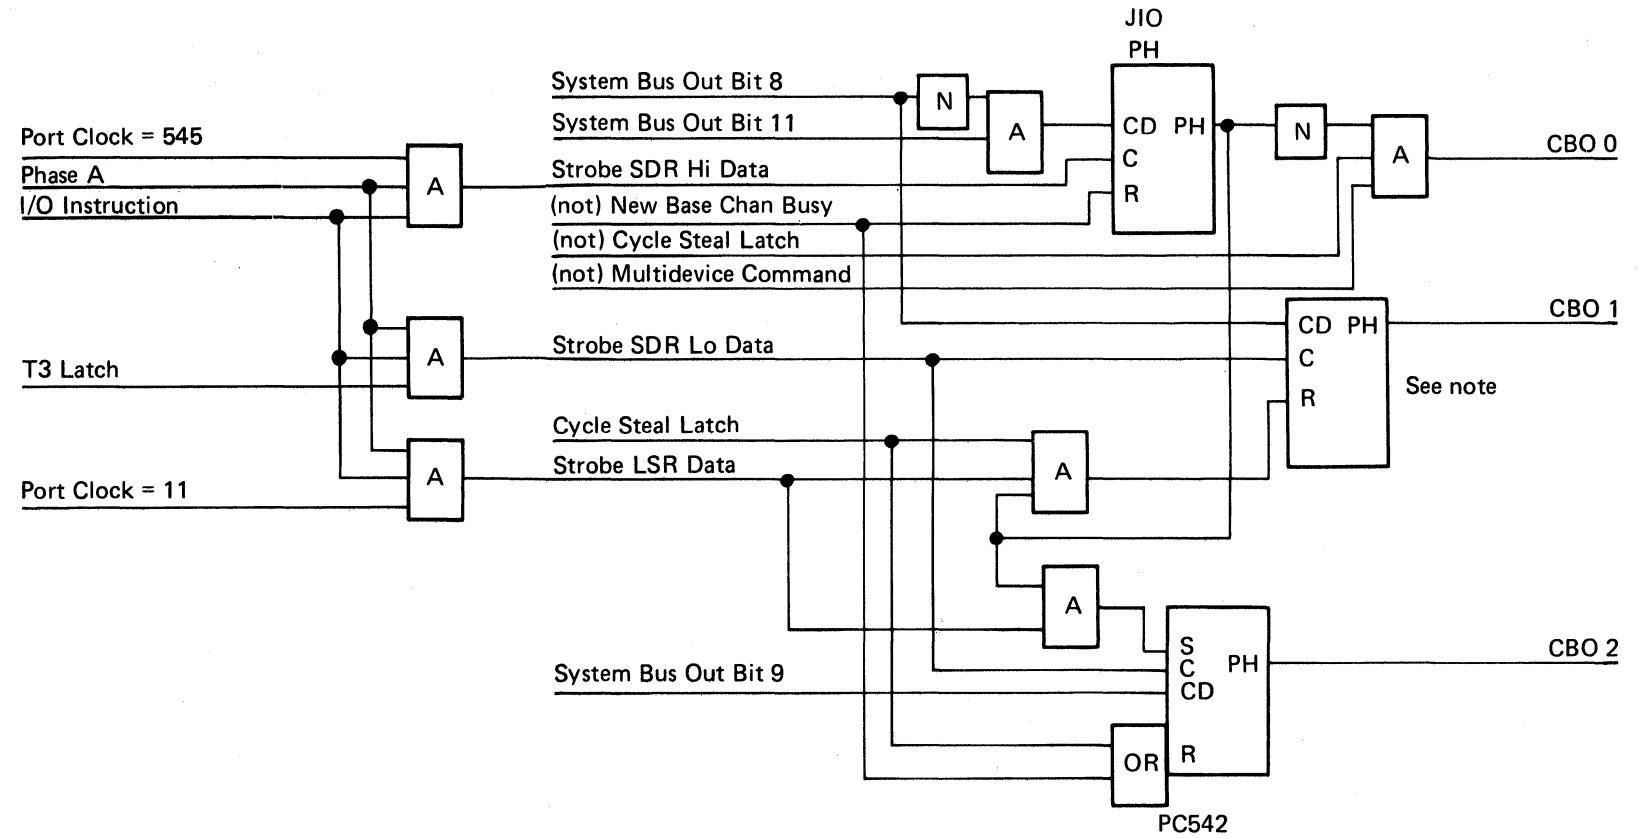 JIO
PH
System Bus Out Bit 8
N
System Bus Out Bit 11
A
CD PH
C
R
N
A
CBO 0
Port Clock = 545
Phase A
I/O Instruction
A
Strobe SDR Hi Data
(not) New Base Chan Busy
(not) Cycle Steal Latch
(not) Multidevice Command
CBO 1
CD PH
C
R
See note
T3 Latch
A
Strobe SDR Lo Data
Cycle Steal Latch
Strobe LSR Data
A
Port Clock = 11
A
A
S
C
CD
PH
R
CBO 2
System Bus Out Bit 9
OR
PC542